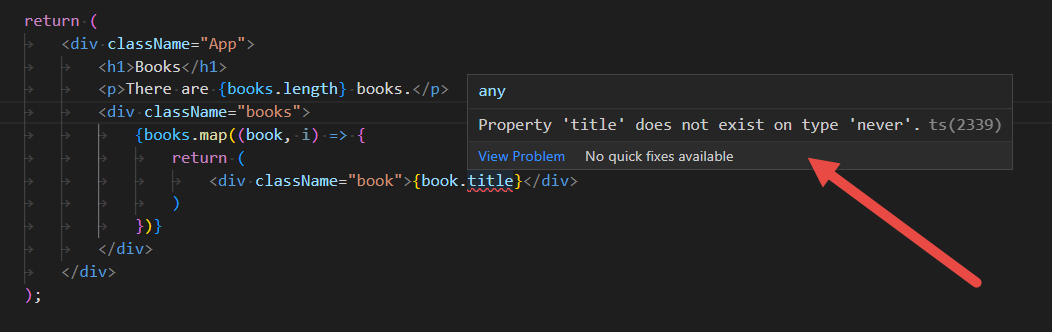 return (
<div className="App">
<h1>Books</h1>
<p>There are {books.length} books.</p>
<div className="books">
{books.map((book, i) => {
return (
<div className="book">{book.title}</div>
)
})}
</div>
</div>
);
any
Property 'title' does not exist on type 'never'. ts(2339)
View Problem No quick fixes available